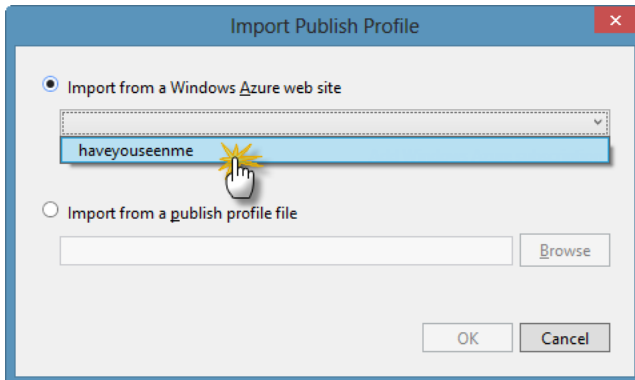 Import Publish Profile
Import from a Windows Azure web site
haveyouseenme
Import from a publish profile file
Browse
OK
Cancel